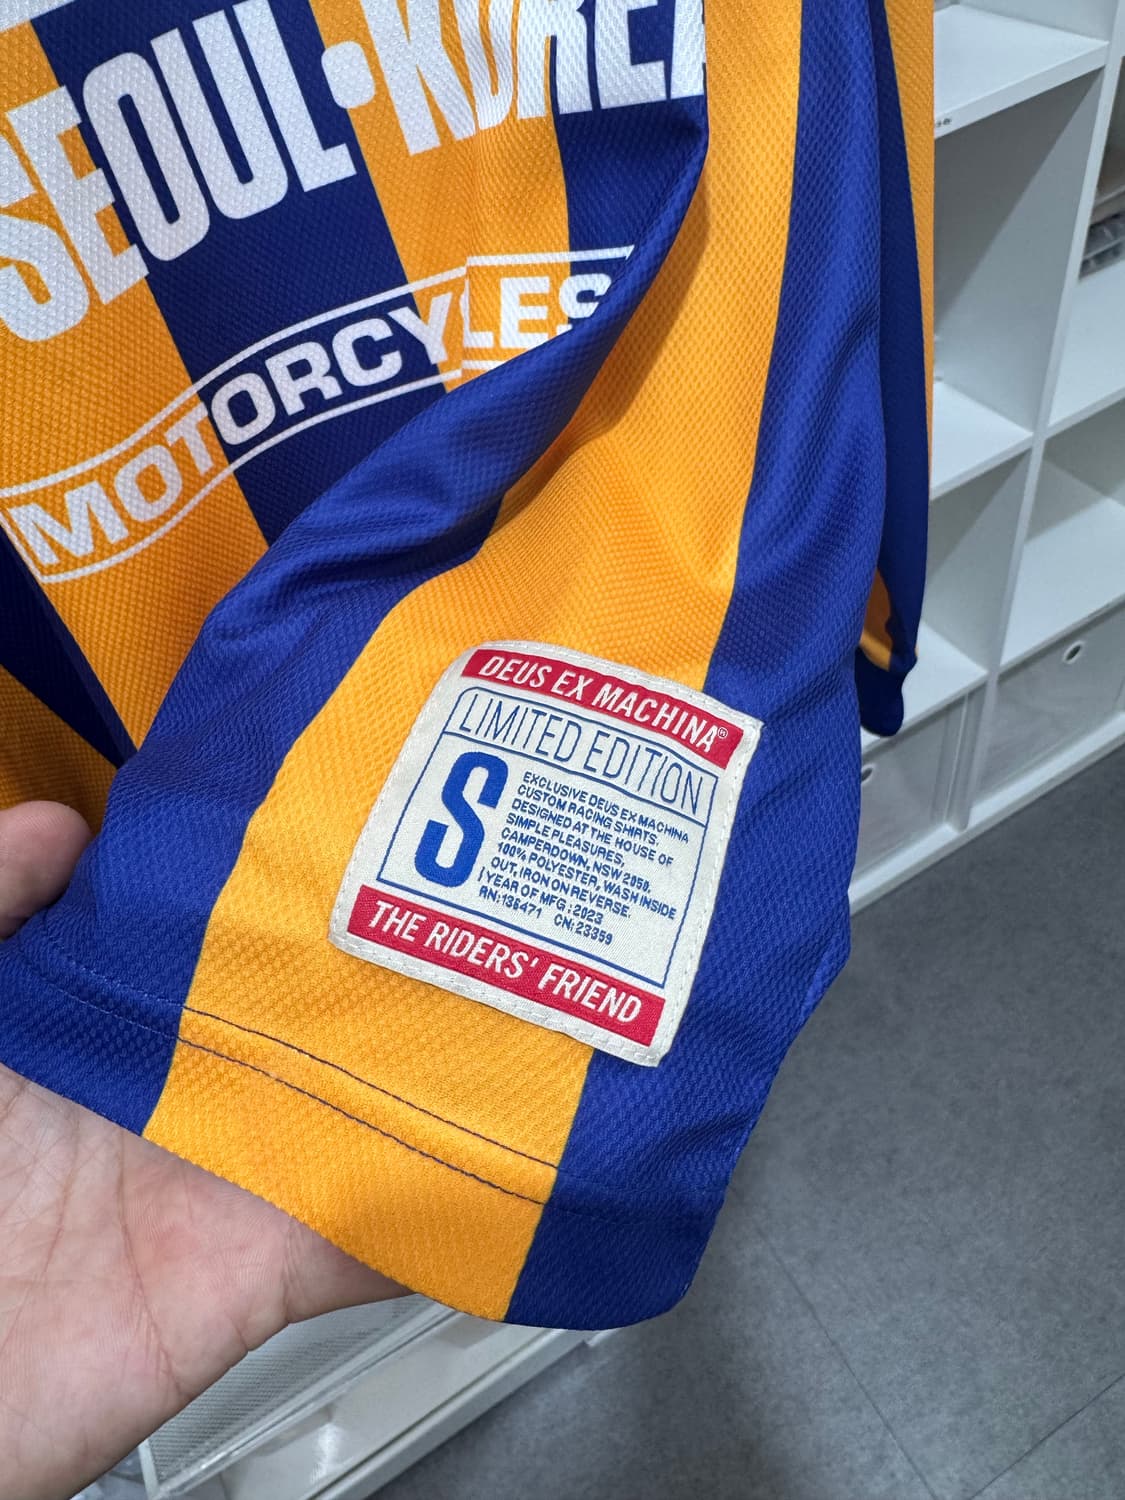 SEOUL·KOREA
MOTORCYCLES
DEUS EX MACHINA®
LIMITED EDITION
S
EXCLUSIVE DEUS EX MACHINA
CUSTOM RACING SHIRTS.
DESIGNED AT THE HOUSE OF
SIMPLE PLEASURES,
CAMPERDOWN, NSW 2050.
100% POLYESTER, WASH INSIDE
OUT, IRON ON REVERSE.
YEAR OF MFG : 2023
RN: 136471 CN: 23359
THE RIDERS' FRIEND